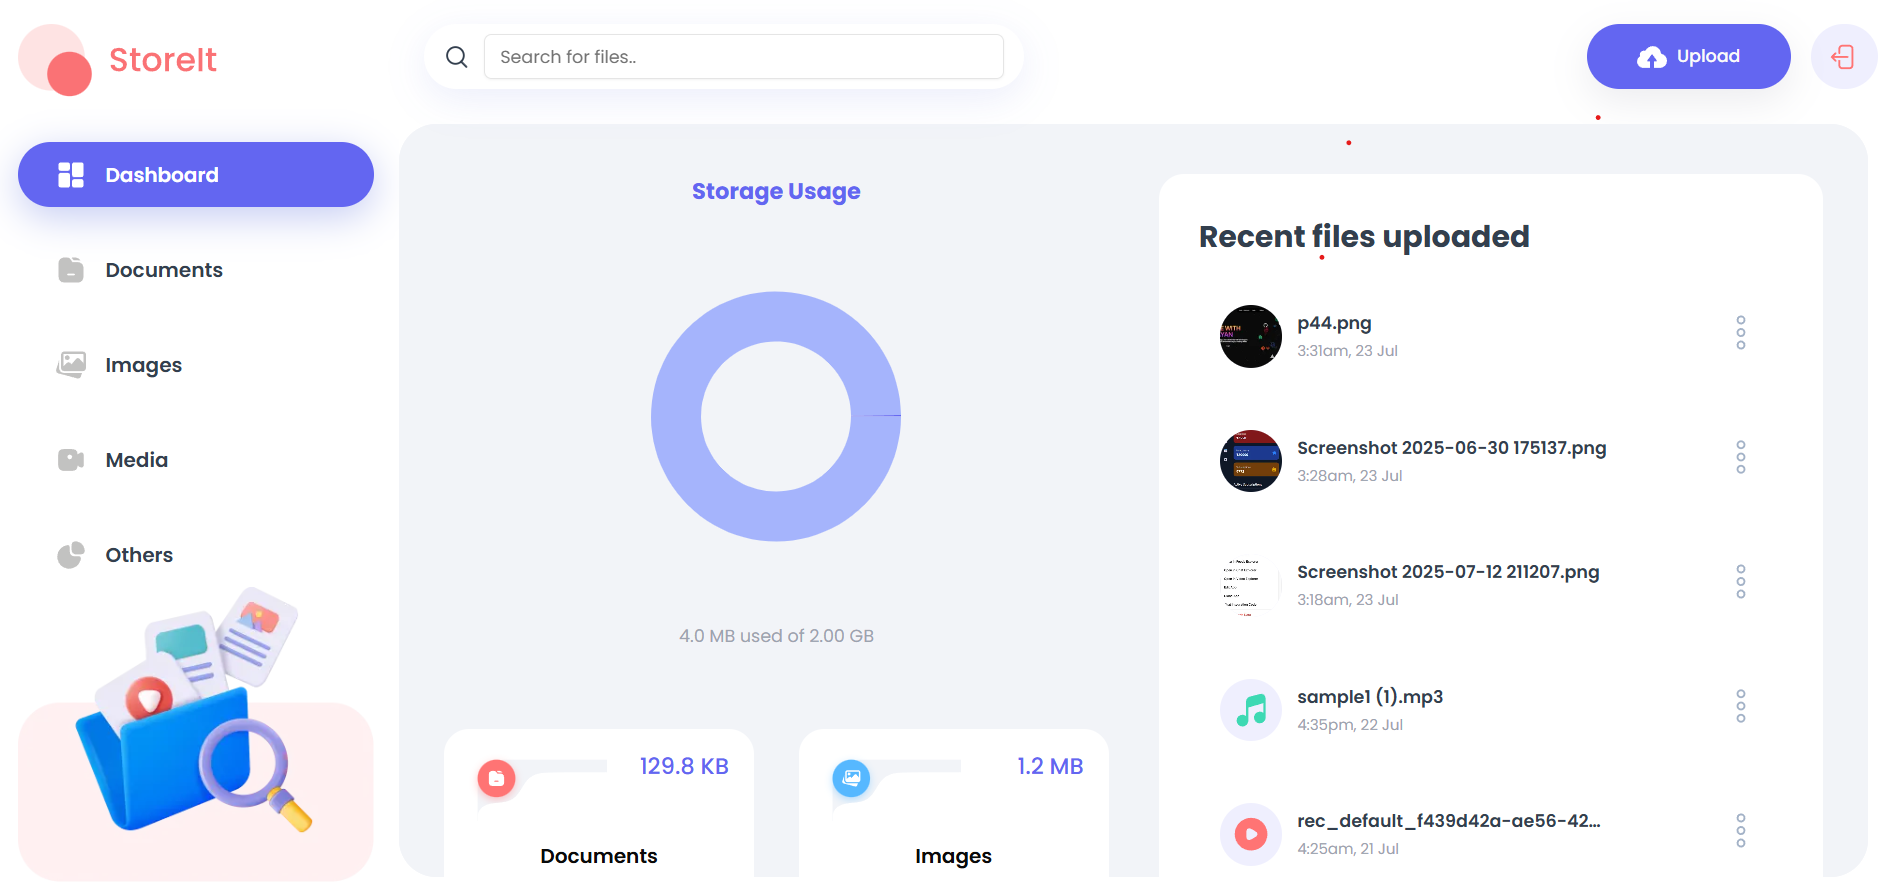 StoreIt
Search for files..
Upload
Dashboard
Documents
Images
Media
Others
Storage Usage
4.0 MB used of 2.00 GB
129.8 KB
Documents
1.2 MB
Images
Recent files uploaded
p44.png
3:31am, 23 Jul
Screenshot 2025-06-30 175137.png
3:28am, 23 Jul
Screenshot 2025-07-12 211207.png
3:18am, 23 Jul
sample1 (1).mp3
4:35pm, 22 Jul
rec_default_f439d42a-ae56-42...
4:25am, 21 Jul